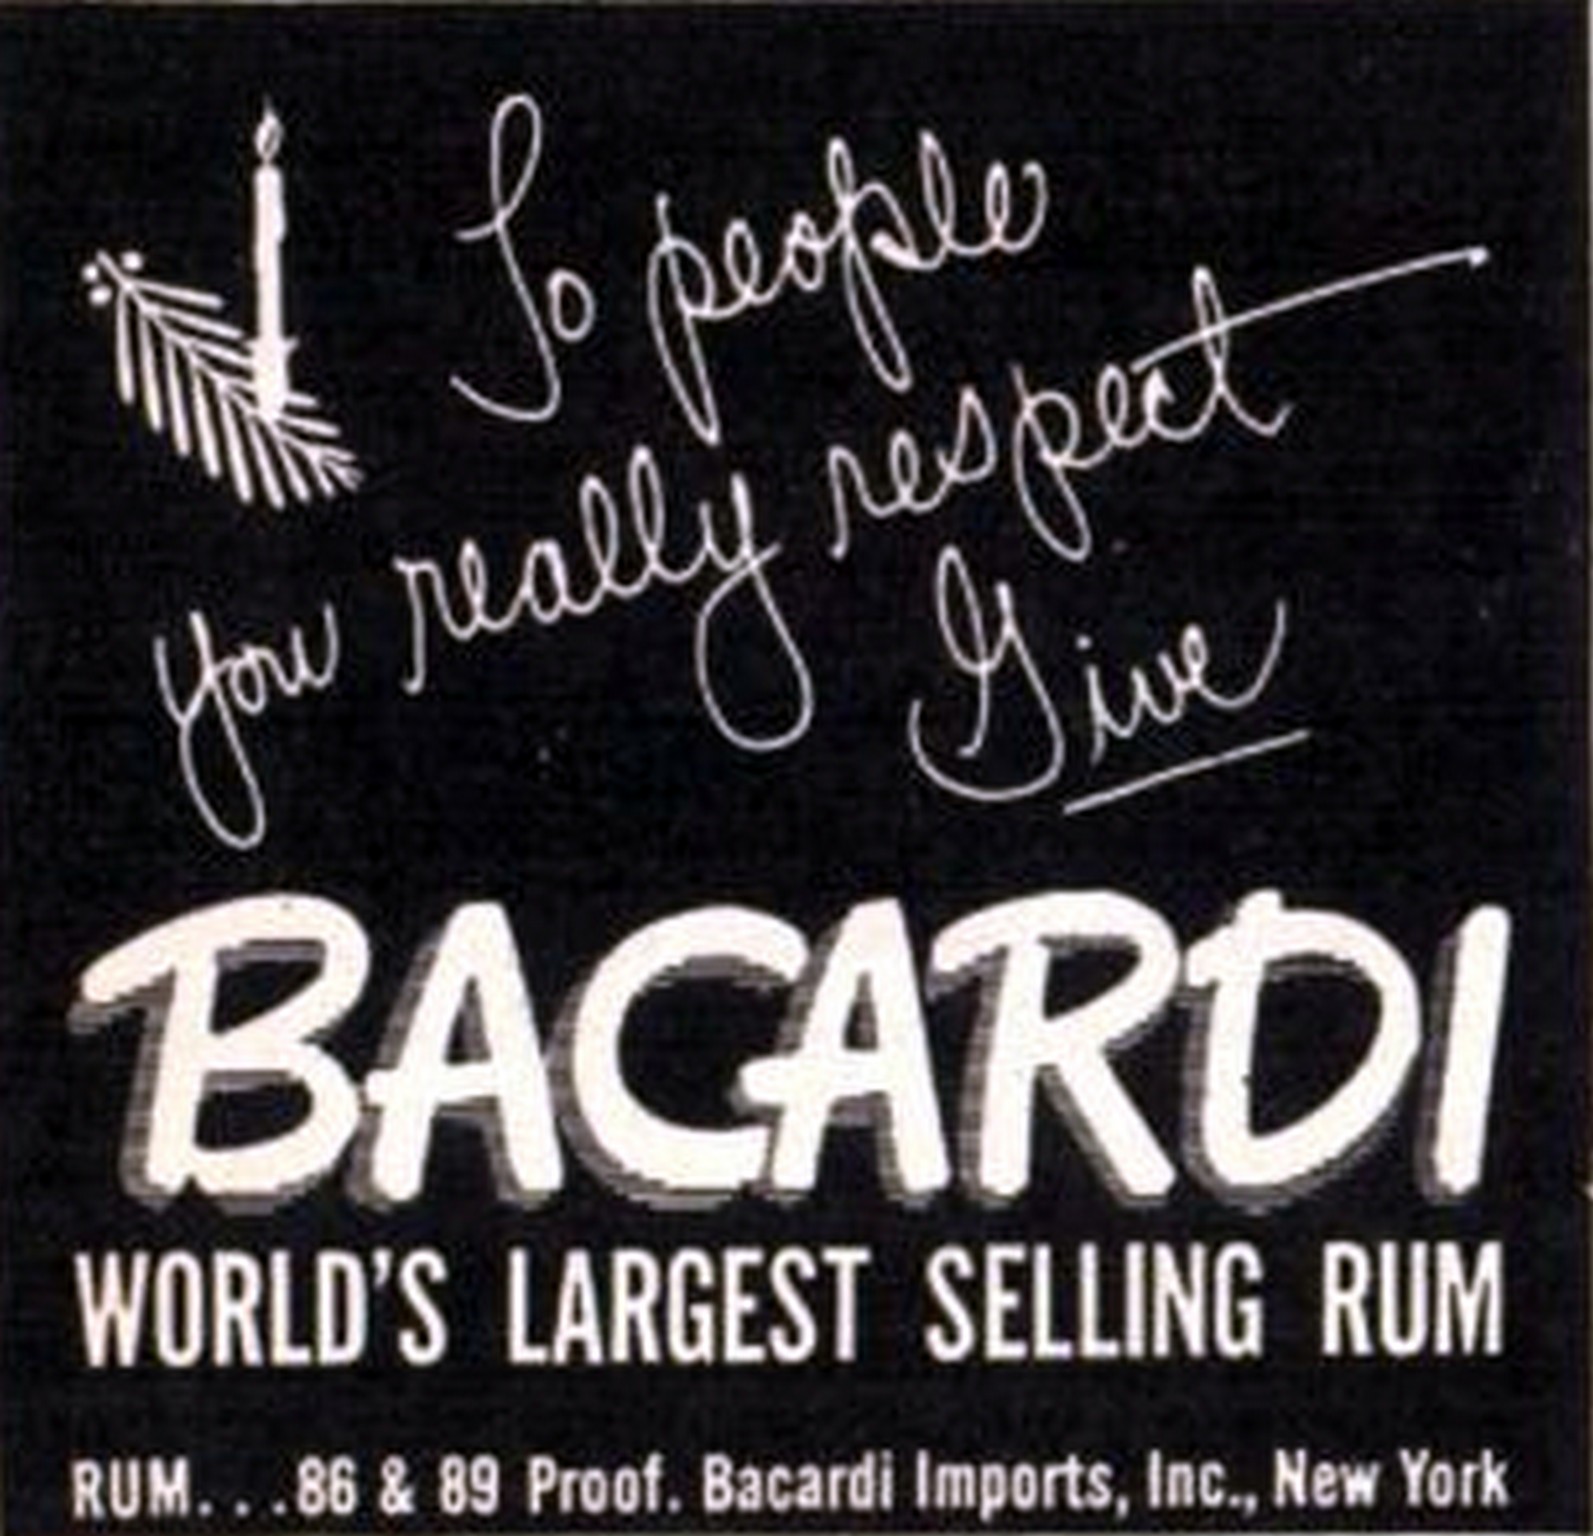 To people
you really respect
Give
BACARDI
WORLD'S LARGEST SELLING RUM
RUM...86 & 89 Proof. Bacardi Imports, Inc., New York